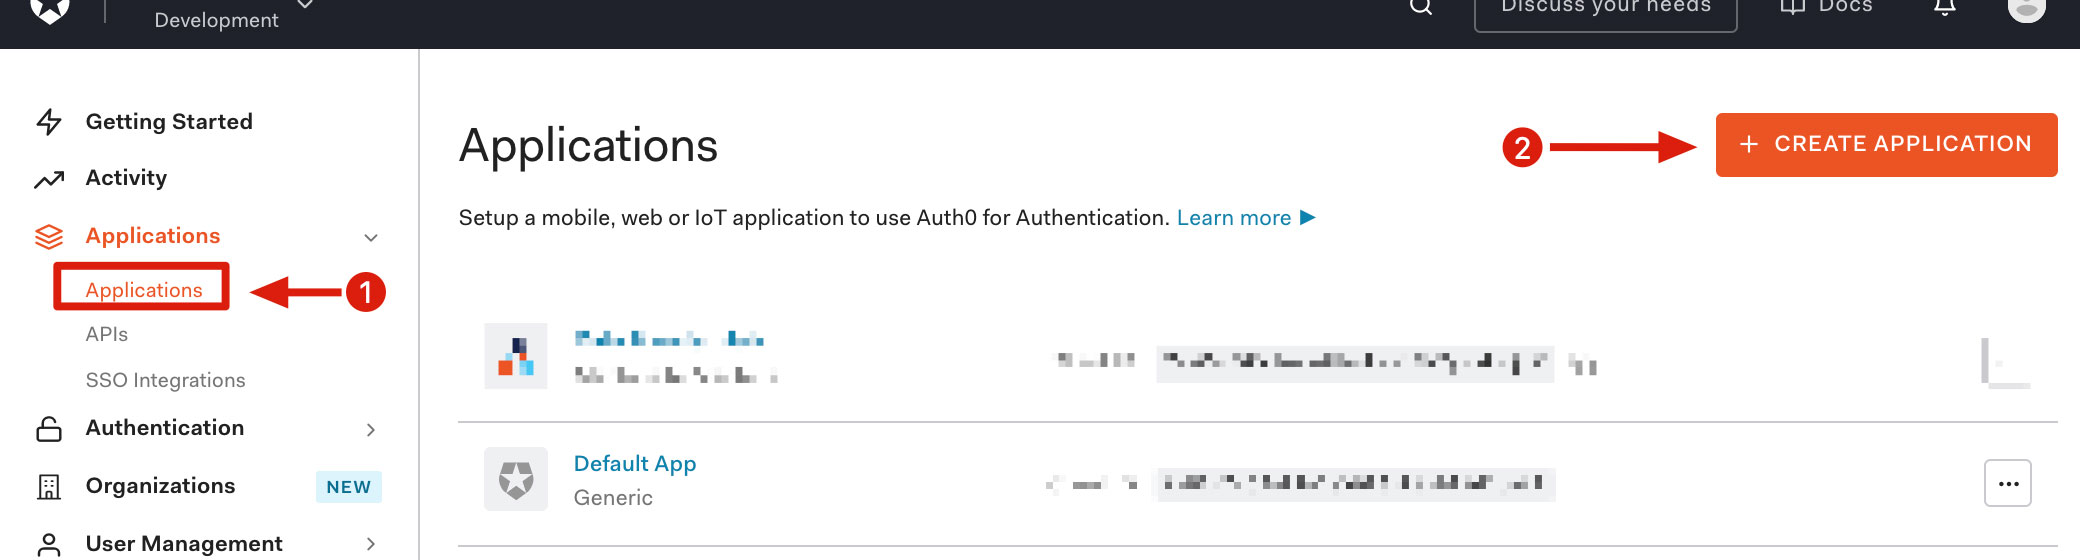 Development
Discuss your needs
Docs
Getting Started
Activity
Applications
Applications
1
APIs
SSO Integrations
Authentication
Organizations NEW
User Management
Applications
2
+ CREATE APPLICATION
Setup a mobile, web or IoT application to use Auth0 for Authentication. Learn more ▶
Default App
Generic